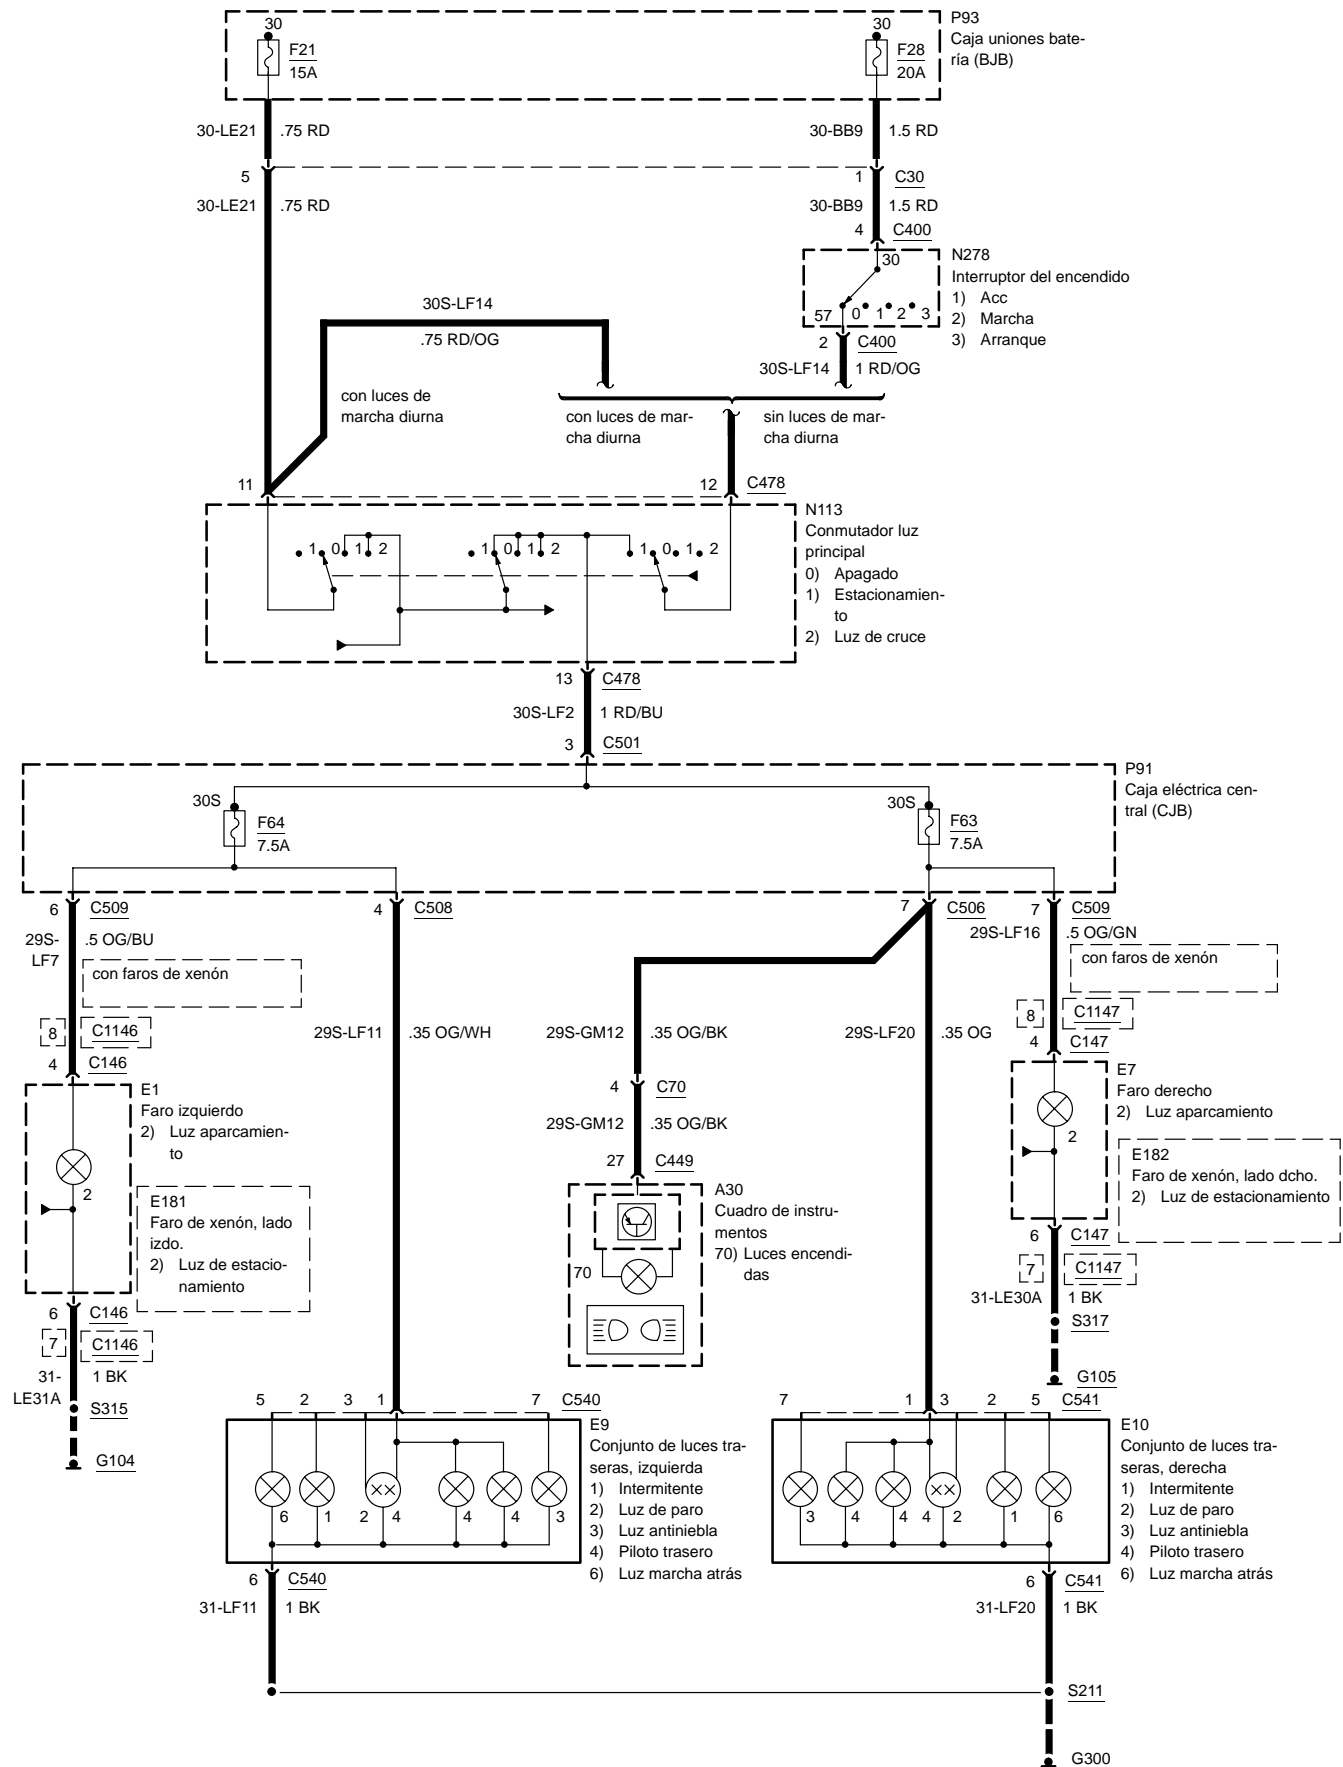 30
F21
15A
30
F28
20A
P93
Caja uniones bate-
ría (BJB)
30-LE21 .75 RD
30-BB9 1.5 RD
5
1 C30
30-LE21 .75 RD
30-BB9 1.5 RD
4 C400
30
57 0 1 2 3
N278
Interruptor del encendido
1) Acc
2) Marcha
3) Arranque
2 C400
30S-LF14 1 RD/OG
30S-LF14
.75 RD/OG
con luces de
marcha diurna
con luces de mar-
cha diurna
sin luces de mar-
cha diurna
11
12 C478
1 0 1 2
1 0 1 2
1 0 1 2
N113
Conmutador luz
principal
0) Apagado
1) Estacionamien-
to
2) Luz de cruce
13 C478
30S-LF2 1 RD/BU
3 C501
P91
Caja eléctrica cen-
tral (CJB)
30S
F64
7.5A
30S
F63
7.5A
6 C509
4 C508
7 C506
7 C509
29S-
LF7
.5 OG/BU
con faros de xenón
29S-LF16 .5 OG/GN
con faros de xenón
8 C1146
4 C146
29S-LF11 .35 OG/WH
29S-GM12 .35 OG/BK
29S-LF20 .35 OG
8 C1147
4 C147
E1
Faro izquierdo
2) Luz aparcamien-
to
2
E181
Faro de xenón, lado
izdo.
2) Luz de estacio-
namiento
4 C70
29S-GM12 .35 OG/BK
27 C449
A30
Cuadro de instru-
mentos
70) Luces encendi-
das
70
E7
Faro derecho
2) Luz aparcamiento
2
E182
Faro de xenón, lado dcho.
2) Luz de estacionamiento
6 C146
7 C1146
31-
LE31A
1 BK
S315
G104
6 C147
7 C1147
31-LE30A 1 BK
S317
G105
5 2 3 1 7 C540
7 1 3 2 5 C541
6 1 2 4 4 4 3
E9
Conjunto de luces tra-
seras, izquierda
1) Intermitente
2) Luz de paro
3) Luz antiniebla
4) Piloto trasero
6) Luz marcha atrás
3 4 4 4 2 1 6
E10
Conjunto de luces tra-
seras, derecha
1) Intermitente
2) Luz de paro
3) Luz antiniebla
4) Piloto trasero
6) Luz marcha atrás
6 C540
31-LF11 1 BK
6 C541
31-LF20 1 BK
S211
G300